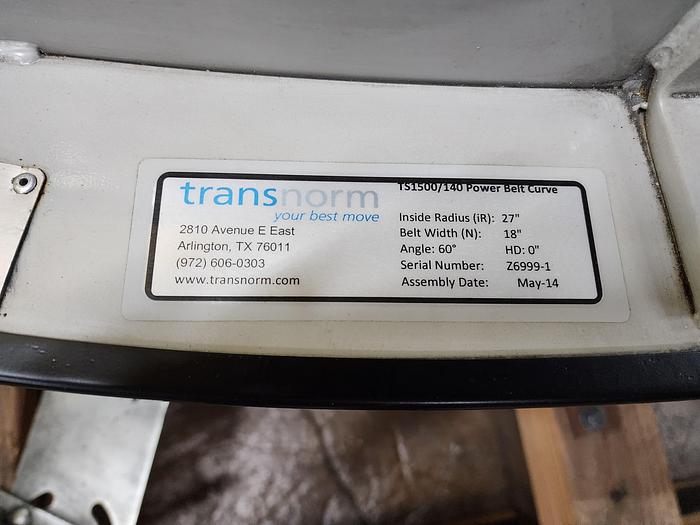 transnorm
your best move
2810 Avenue E East
Arlington, TX 76011
(972) 606-0303
www.transnorm.com
TS1500/140 Power Belt Curve
Inside Radius (iR): 27"
Belt Width (N): 18"
Angle: 60° HD: 0"
Serial Number: Z6999-1
Assembly Date: May-14